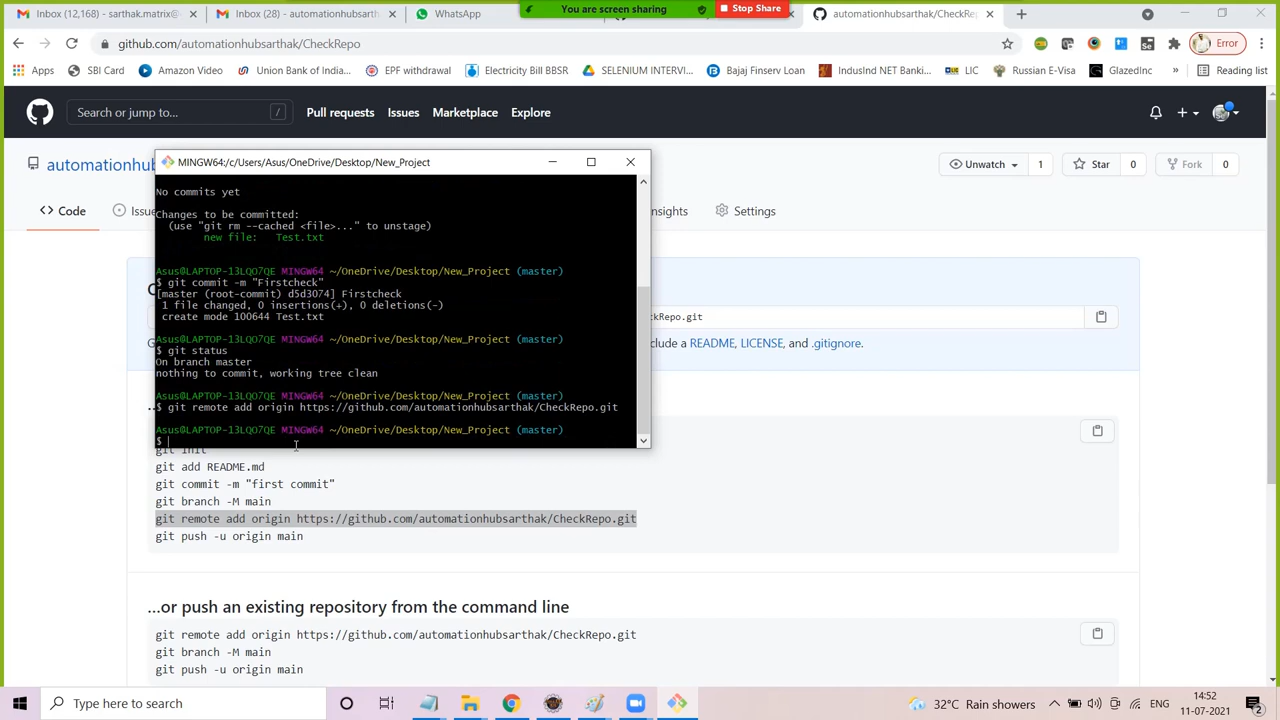 Inbox (12,168) - sarthak.matrix@
Inbox (28) - automationhubsarthak
WhatsApp
You are screen sharing
Stop Share
automationhubsarthak/CheckRepo
github.com/automationhubsarthak/CheckRepo
Error
Apps
SBI Card
Amazon Video
Union Bank of India...
EPF withdrawal
Electricity Bill BBSR
SELENIUM INTERVI...
Bajaj Finserv Loan
IndusInd NET Banki...
LIC
Russian E-Visa
GlazedInc
»
Reading list
Search or jump to...
/
Pull requests
Issues
Marketplace
Explore
MINGW64:/c/Users/Asus/OneDrive/Desktop/New_Project
automationhub
Unwatch
1
Star
0
Fork
0
Code
Issu
nsights
Settings
No commits yet
Changes to be committed:
(use "git rm --cached <file>..." to unstage)
new file: Test.txt
Asus@LAPTOP-13LQO7QE MINGW64 ~/OneDrive/Desktop/New_Project (master)
$ git commit -m "Firstcheck"
[master (root-commit) d5d3074] Firstcheck
1 file changed, 0 insertions(+), 0 deletions(-)
create mode 100644 Test.txt
Asus@LAPTOP-13LQO7QE MINGW64 ~/OneDrive/Desktop/New_Project (master)
$ git status
On branch master
nothing to commit, working tree clean
Asus@LAPTOP-13LQO7QE MINGW64 ~/OneDrive/Desktop/New_Project (master)
$ git remote add origin https://github.com/automationhubsarthak/CheckRepo.git
Asus@LAPTOP-13LQO7QE MINGW64 ~/OneDrive/Desktop/New_Project (master)
$
ckRepo.git
clude a README, LICENSE, and .gitignore.
git init
git add README.md
git commit -m "first commit"
git branch -M main
git remote add origin https://github.com/automationhubsarthak/CheckRepo.git
git push -u origin main
...or push an existing repository from the command line
git remote add origin https://github.com/automationhubsarthak/CheckRepo.git
git branch -M main
git push -u origin main
Type here to search
32°C Rain showers
ENG
14:52
11-07-2021
2